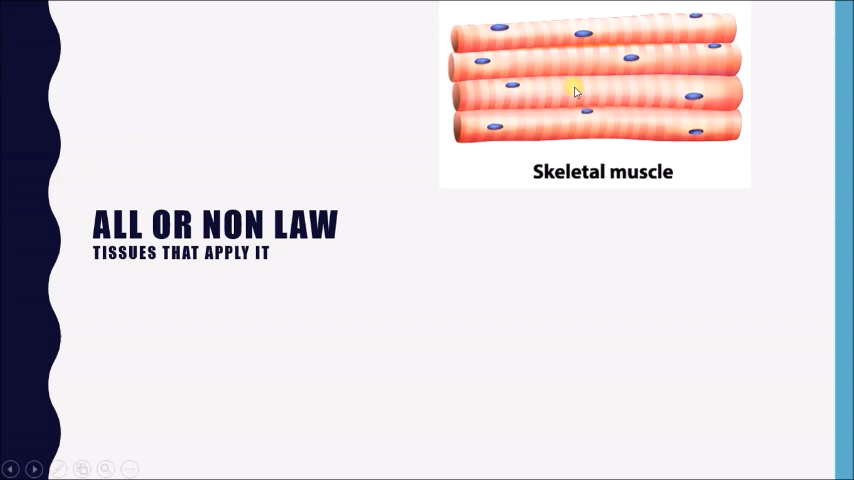 Skeletal muscle
ALL OR NON LAW
TISSUES THAT APPLY IT